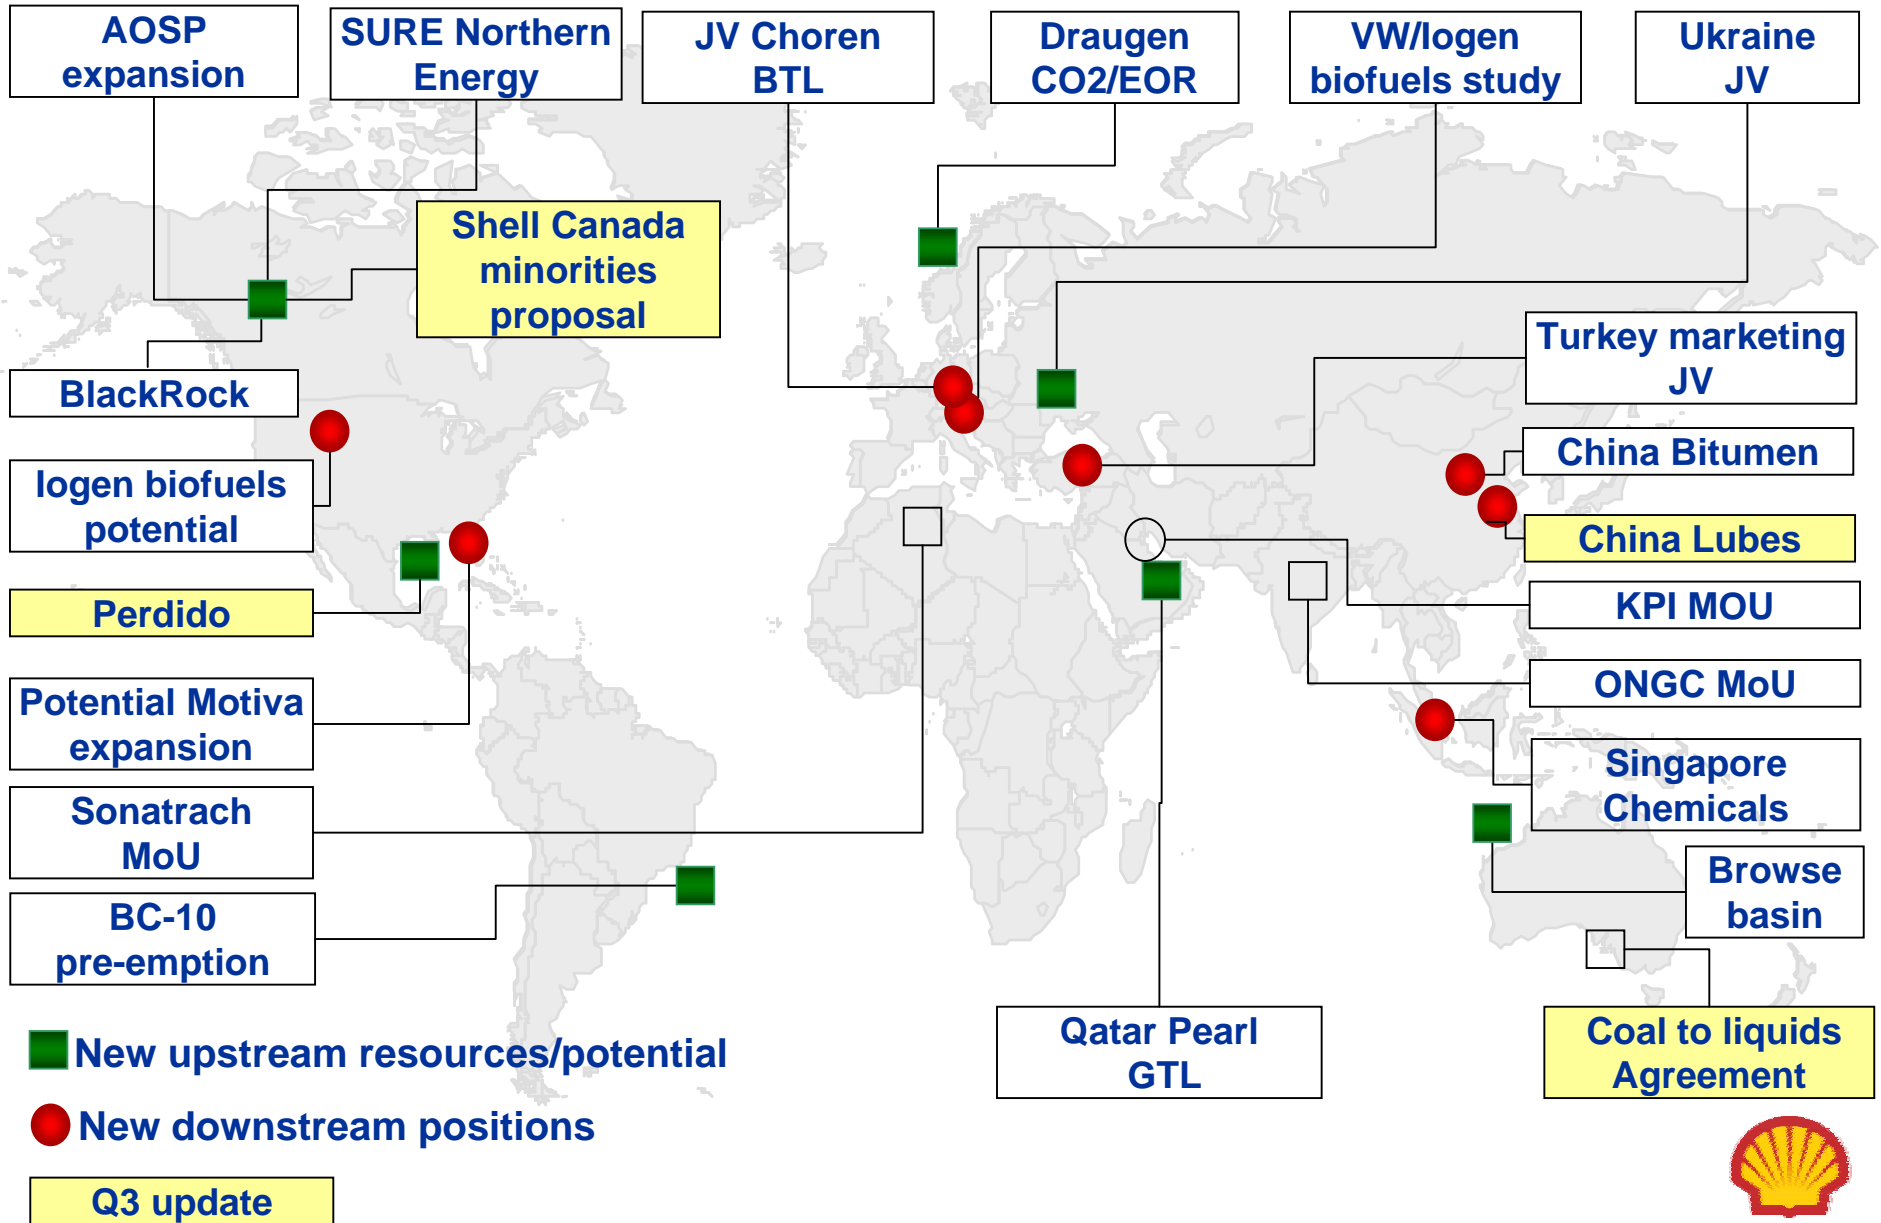 AOSP
expansion
SURE Northern
Energy
JV Choren
BTL
Draugen
CO2/EOR
VW/Iogen
biofuels study
Ukraine
JV
Shell Canada
minorities
proposal
Turkey marketing
JV
BlackRock
China Bitumen
Iogen biofuels
potential
China Lubes
Perdido
KPI MOU
ONGC MoU
Potential Motiva
expansion
Singapore
Chemicals
Sonatrach
MoU
Browse
basin
BC-10
pre-emption
Qatar Pearl
GTL
Coal to liquids
Agreement
New upstream resources/potential
New downstream positions
Q3 update